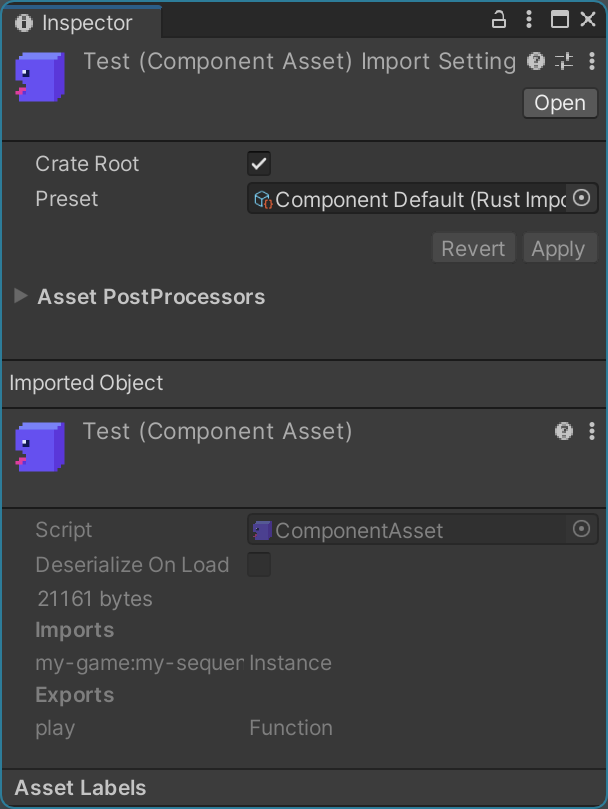 Inspector
Test (Component Asset) Import Setting
Open
Crate Root
Preset Component Default (Rust Impo
Revert Apply
Asset PostProcessors
Imported Object
Test (Component Asset)
Script ComponentAsset
Deserialize On Load
21161 bytes
Imports
my-game:my-sequer Instance
Exports
play Function
Asset Labels